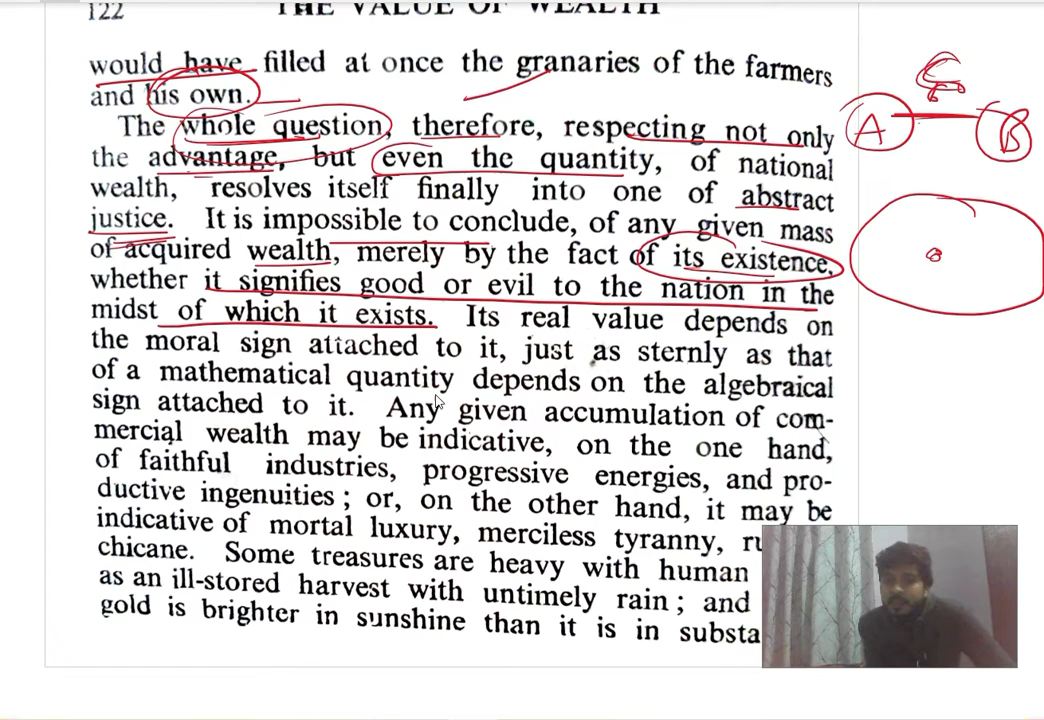 122 THE VALUE OF WEALTH
would have filled at once the granaries of the farmers
and his own.
The whole question, therefore, respecting not only
the advantage, but even the quantity, of national
wealth, resolves itself finally into one of abstract
justice. It is impossible to conclude, of any given mass
of acquired wealth, merely by the fact of its existence,
whether it signifies good or evil to the nation in the
midst of which it exists. Its real value depends on
the moral sign attached to it, just as sternly as that
of a mathematical quantity depends on the algebraical
sign attached to it. Any given accumulation of com-
mercial wealth may be indicative, on the one hand,
of faithful industries, progressive energies, and pro-
ductive ingenuities; or, on the other hand, it may be
indicative of mortal luxury, merciless tyranny,
chicane. Some treasures are heavy with human
as an ill-stored harvest with untimely rain; and
gold is brighter in sunshine than it is in
A
B